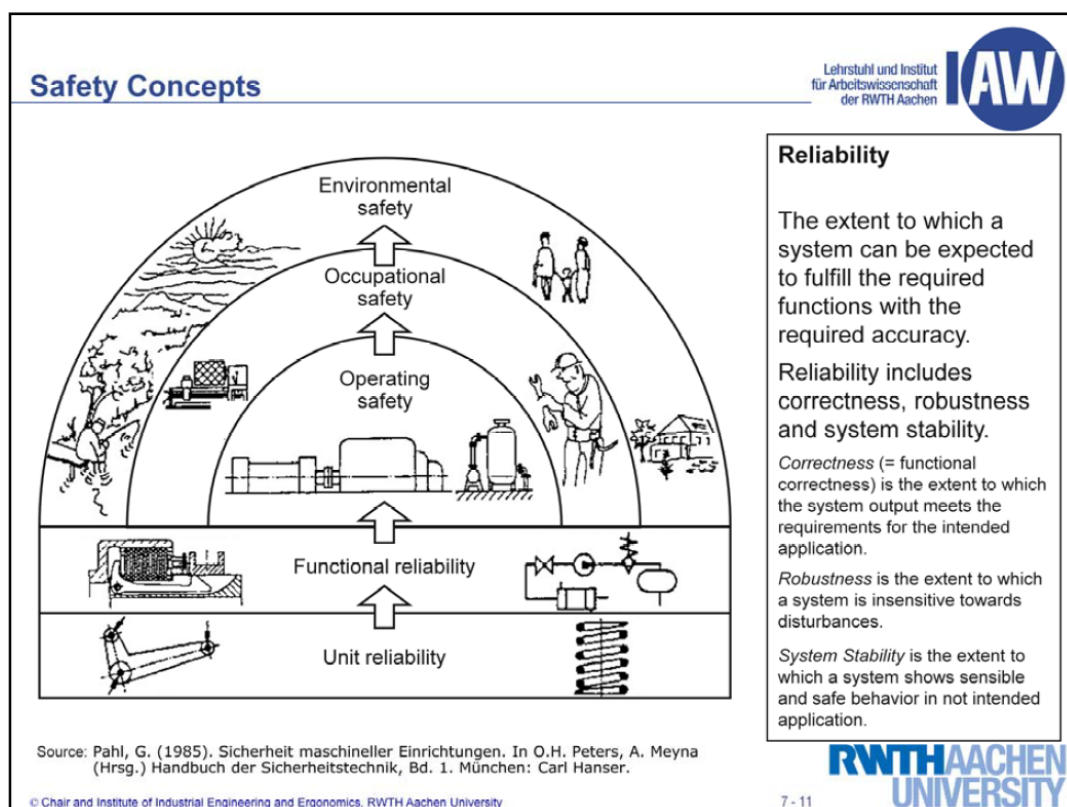 Safety Concepts
Lehrstuhl und Institut
für Arbeitswissenschaft
der RWTH Aachen
IAW
Environmental
safety
Occupational
safety
Operating
safety
Functional reliability
Unit reliability
Reliability
The extent to which a
system can be expected
to fulfill the required
functions with the
required accuracy.
Reliability includes
correctness, robustness
and system stability.
Correctness (= functional
correctness) is the extent to which
the system output meets the
requirements for the intended
application.
Robustness is the extent to which
a system is insensitive towards
disturbances.
System Stability is the extent to
which a system shows sensible
and safe behavior in not intended
application.
Source: Pahl, G. (1985). Sicherheit maschineller Einrichtungen. In O.H. Peters, A. Meyna
(Hrsg.) Handbuch der Sicherheitstechnik, Bd. 1. München: Carl Hanser.
© Chair and Institute of Industrial Engineering and Ergonomics, RWTH Aachen University
7 - 11
RWTHAACHEN
UNIVERSITY